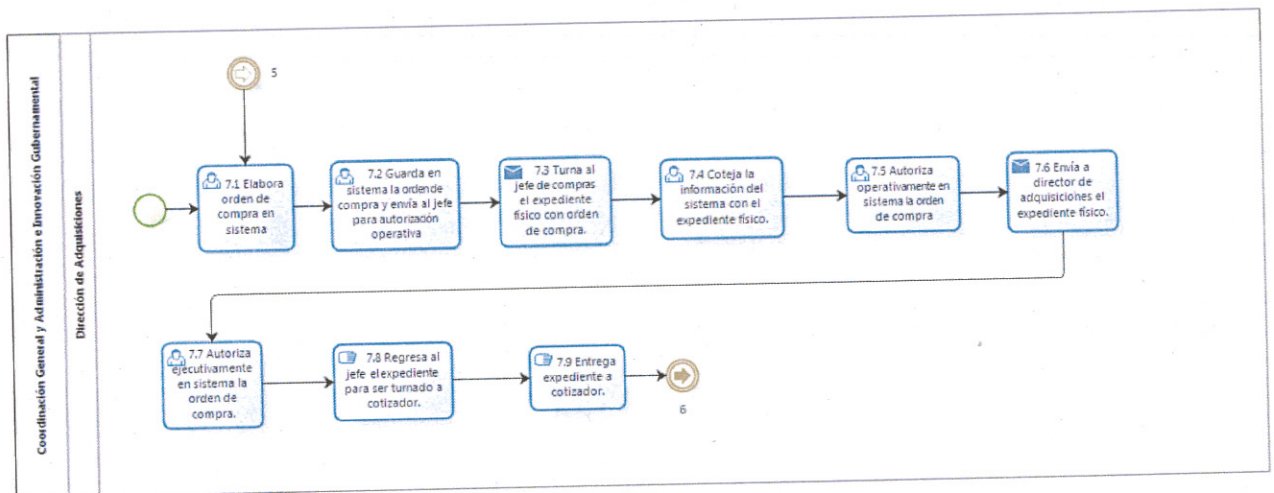 Coordinación General y Administración e Innovación Gubernamental
Dirección de Adquisiciones
5
7.1 Elabora
orden de
compra en
sistema
7.2 Guarda en
sistema la ordende
compra y envía al jefe
para autorización
operativa
7.3 Turna al
jefe de compras
el expediente
físico con orden
de compra.
7.4 Coteja la
información del
sistema con el
expediente físico.
7.5 Autoriza
operativamente en
sistema la orden
de compra
7.6 Envía a
director de
adquisiciones el
expediente físico.
7.7 Autoriza
ejecutivamente
en sistema la
orden de
compra.
7.8 Regresa al
jefe el expediente
para ser turnado a
cotizador.
7.9 Entrega
expediente a
cotizador.
6